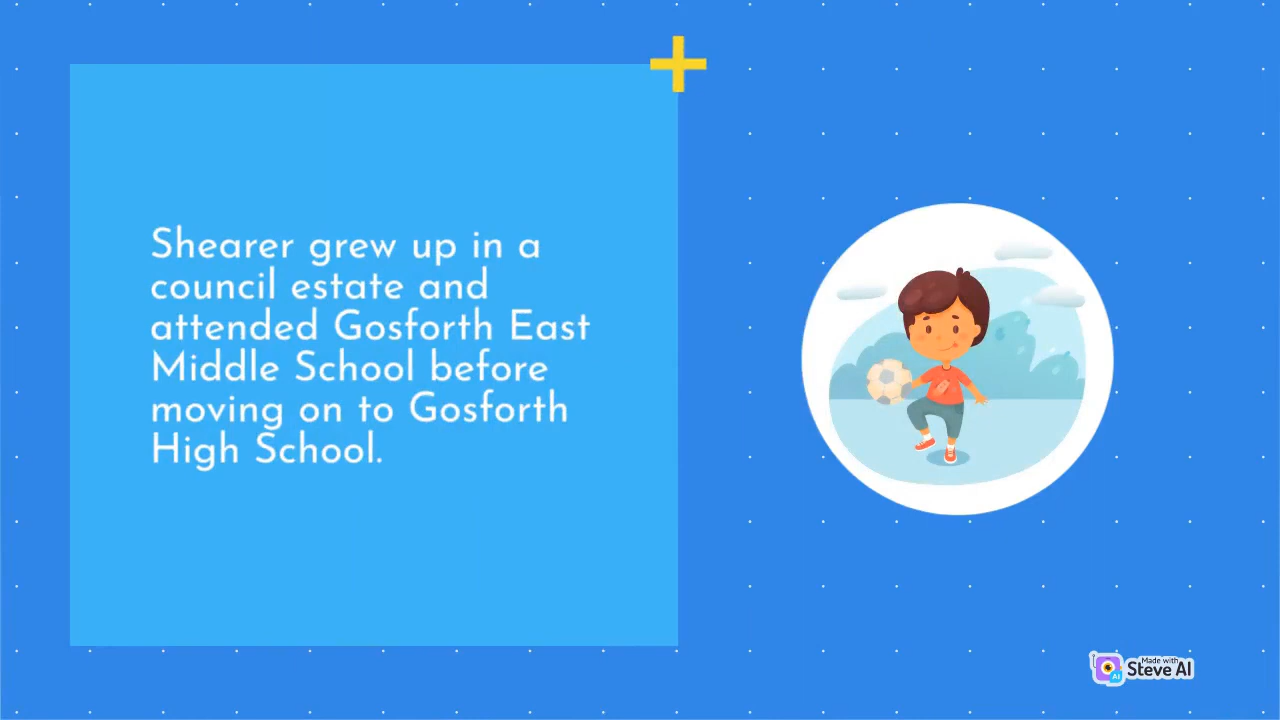 Shearer grew up in a
council estate and
attended Gosforth East
Middle School before
moving on to Gosforth
High School.
Made with
Steve AI
AI